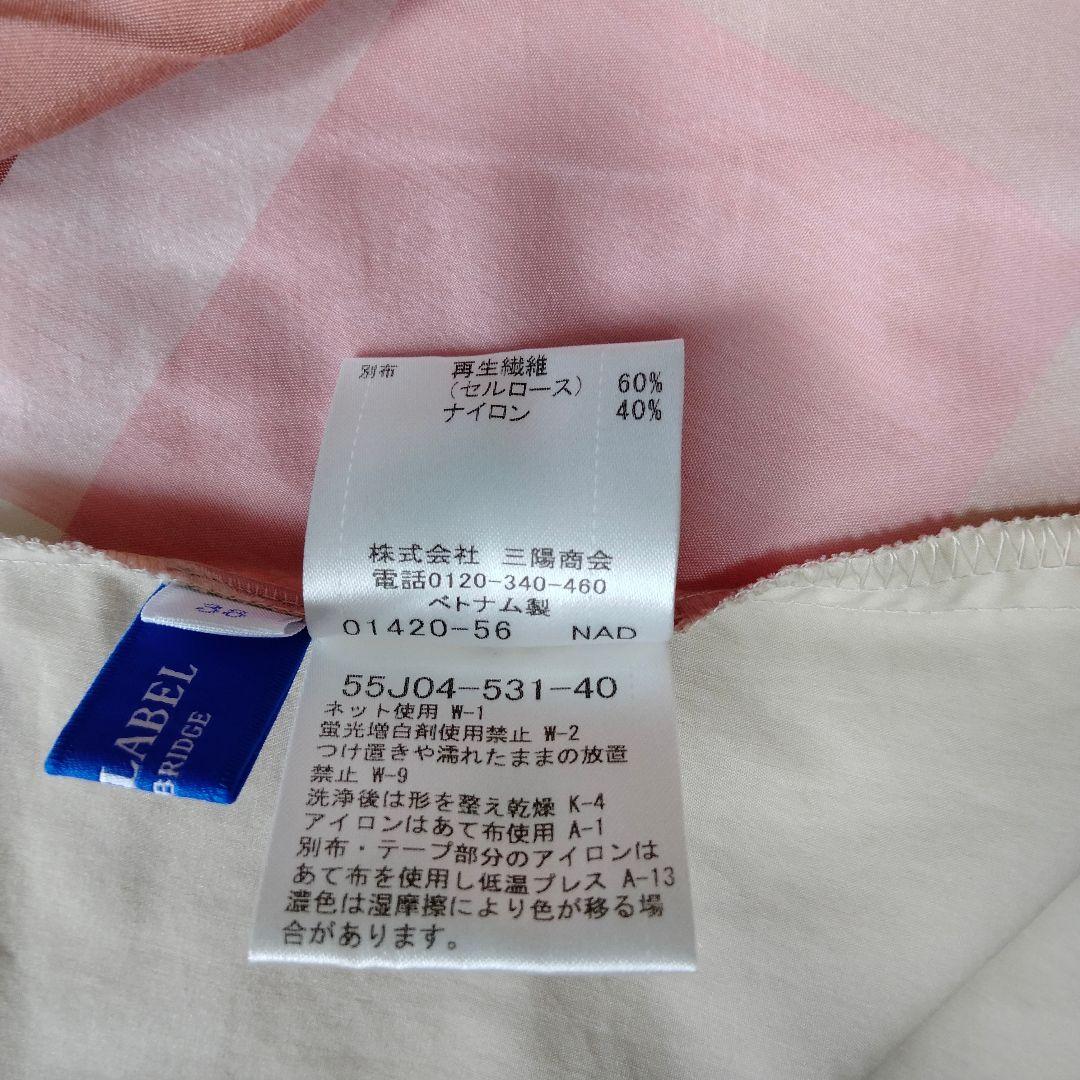 別布 再生繊維
(セルロース) 60%
ナイロン 40%
株式会社 三陽商会
電話0120-340-460
ベトナム製
01420-56 NAD
55J04-531-40
ネット使用 W-1
蛍光増白剤使用禁止 W-2
つけ置きや濡れたままの放置
禁止 W-9
洗浄後は形を整え乾燥 K-4
アイロンはあて布使用 A-1
別布・テープ部分のアイロンは
あて布を使用し低温プレス A-13
濃色は湿摩擦により色が移る場
合があります。
38
LABEL
BRIDGE